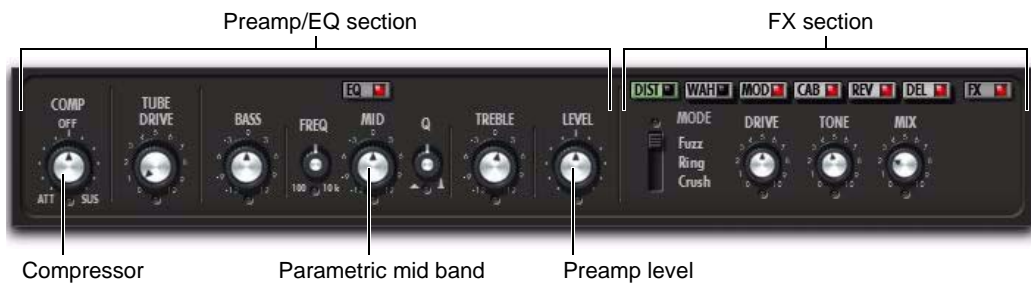 Preamp/EQ section
FX section
EQ
DIST WAH MOD CAB REV DEL FX
COMP
OFF
ATT SUS
TUBE
DRIVE
BASS
FREQ
100 10 k
MID
Q
TREBLE
LEVEL
MODE
Fuzz
Ring
Crush
DRIVE
TONE
MIX
Compressor
Parametric mid band
Preamp level